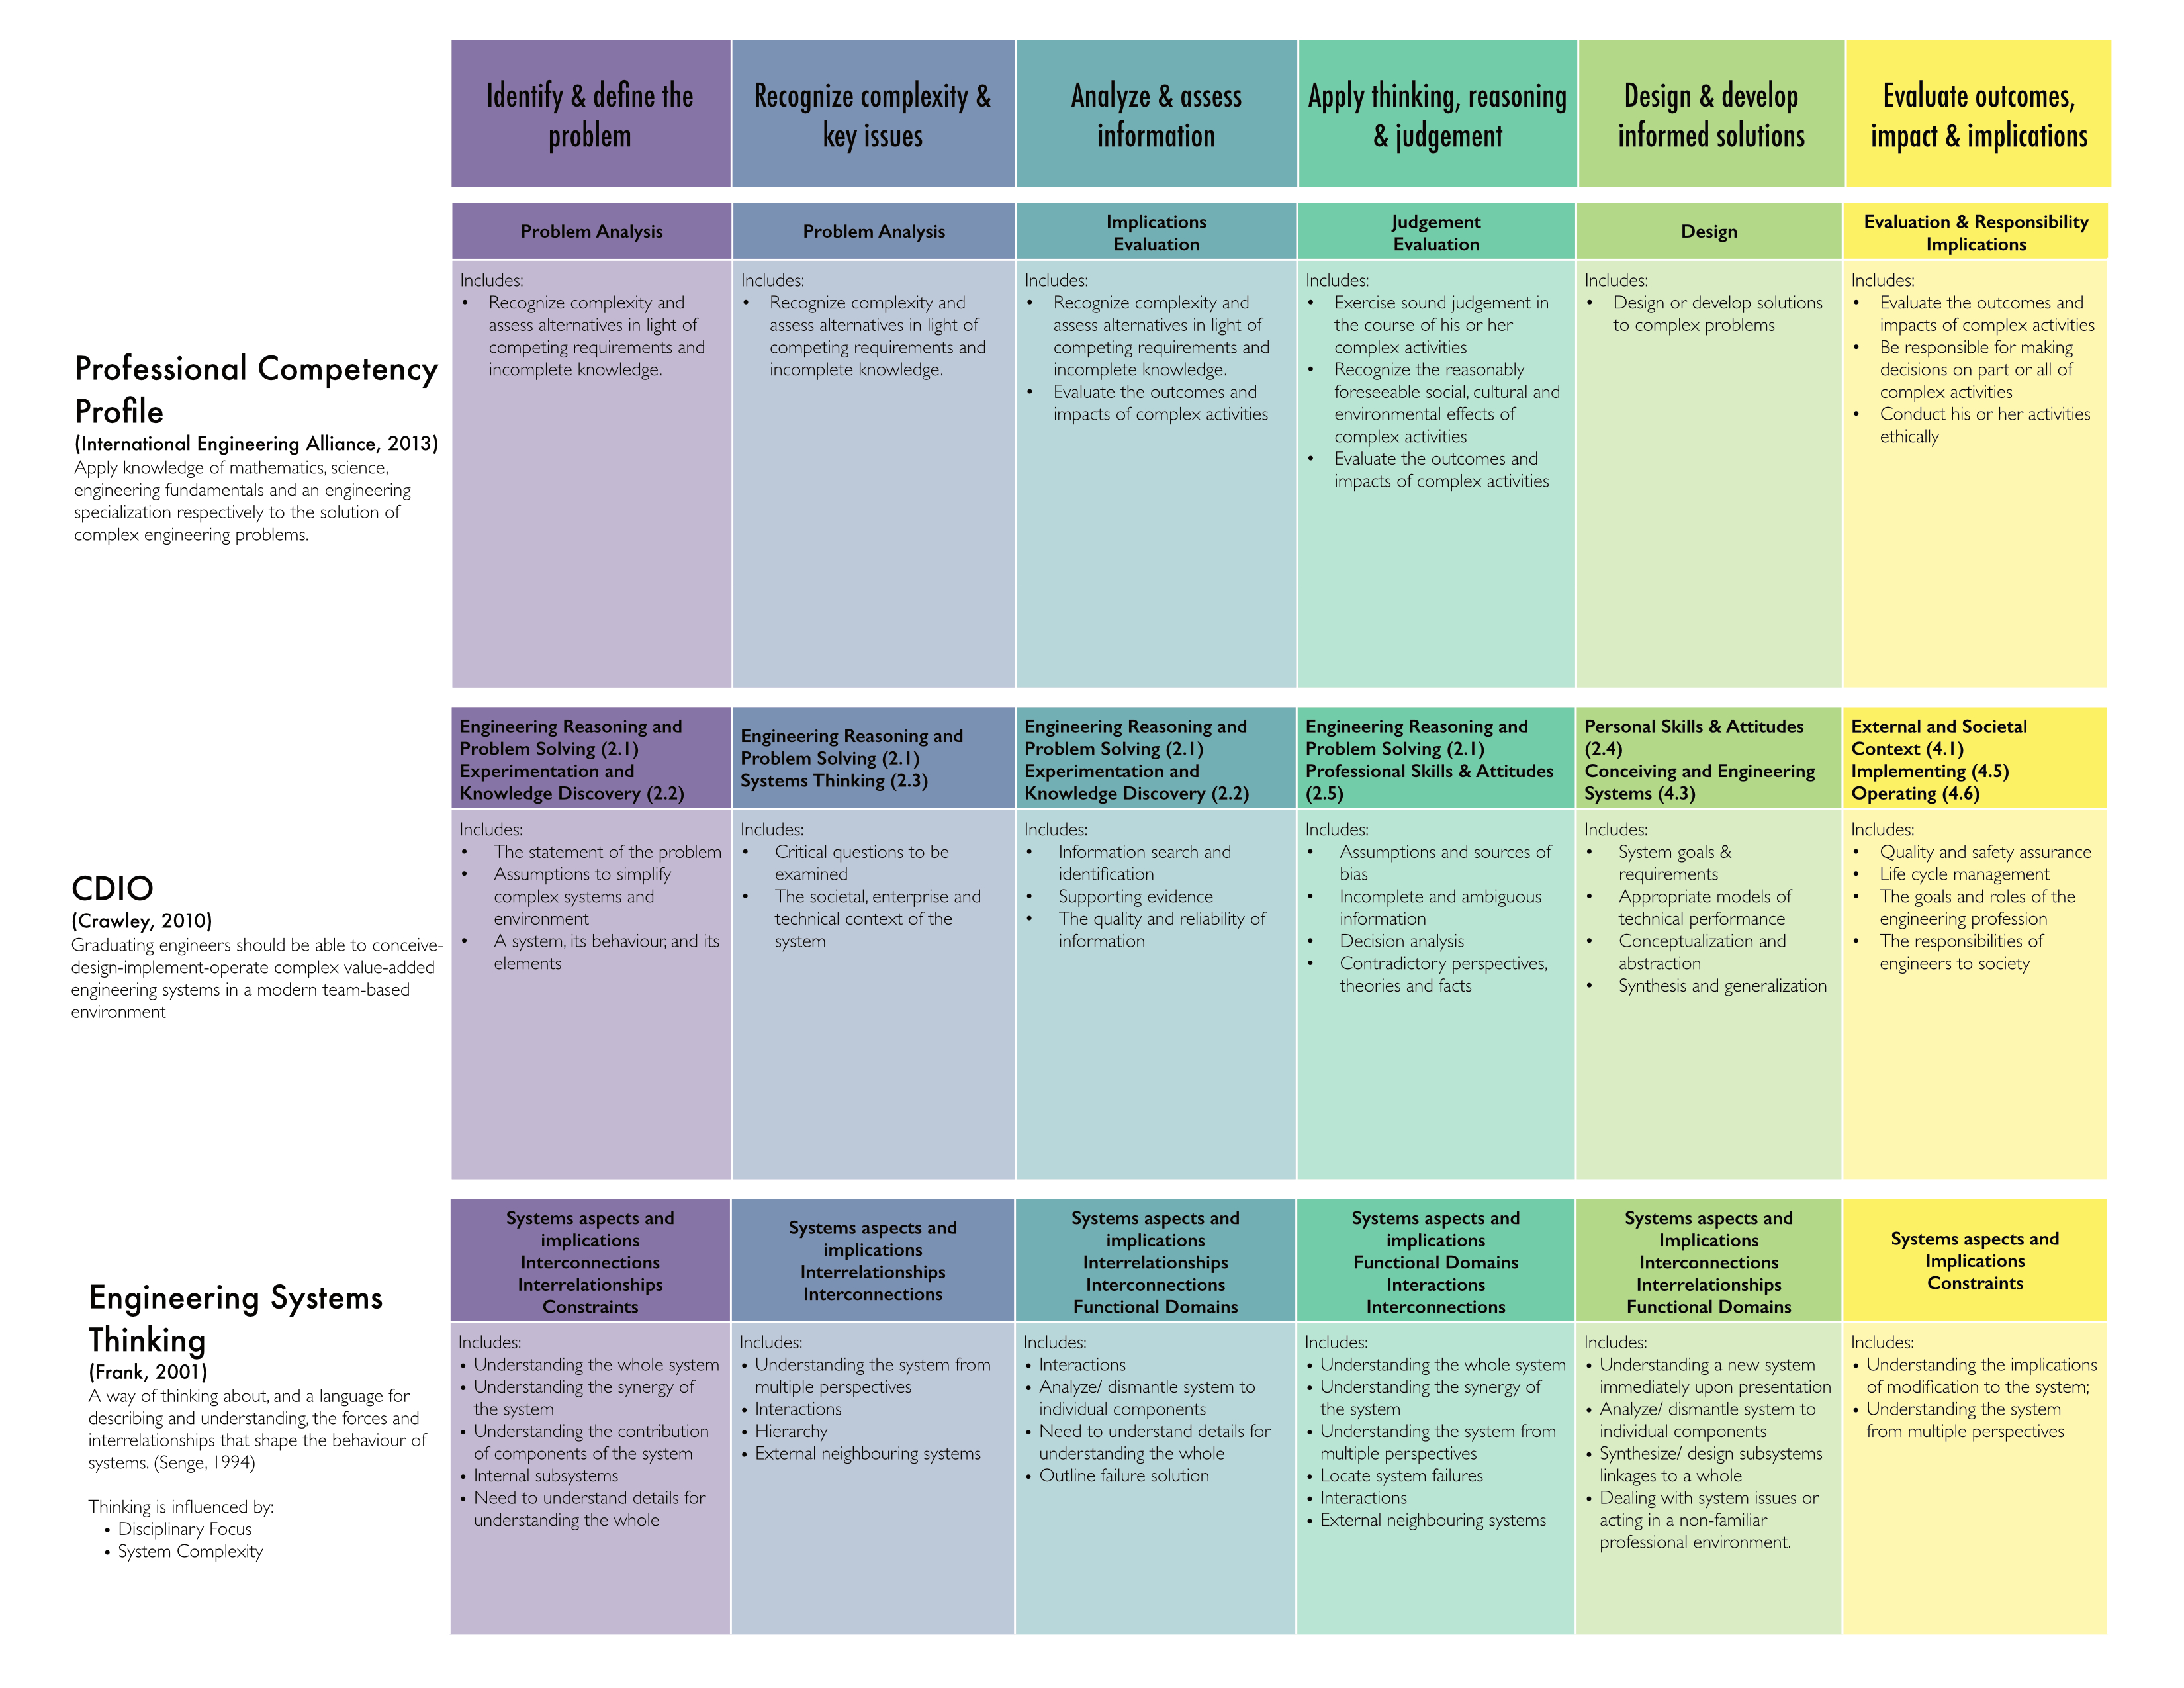 Identify & define the
problem
Recognize complexity &
key issues
Analyze & assess
information
Apply thinking, reasoning
& judgement
Design & develop
informed solutions
Evaluate outcomes,
impact & implications
Professional Competency
Profile
(International Engineering Alliance, 2013)
Apply knowledge of mathematics, science,
engineering fundamentals and an engineering
specialization respectively to the solution of
complex engineering problems.
Problem Analysis
Includes:
• Recognize complexity and
assess alternatives in light of
competing requirements and
incomplete knowledge.
Problem Analysis
Includes:
• Recognize complexity and
assess alternatives in light of
competing requirements and
incomplete knowledge.
Implications
Evaluation
Includes:
• Recognize complexity and
assess alternatives in light of
competing requirements and
incomplete knowledge.
• Evaluate the outcomes and
impacts of complex activities
Judgement
Evaluation
Includes:
• Exercise sound judgement in
the course of his or her
complex activities
• Recognize the reasonably
foreseeable social, cultural and
environmental effects of
complex activities
• Evaluate the outcomes and
impacts of complex activities
Design
Includes:
• Design or develop solutions
to complex problems
Evaluation & Responsibility
Implications
Includes:
• Evaluate the outcomes and
impacts of complex activities
• Be responsible for making
decisions on part or all of
complex activities
• Conduct his or her activities
ethically
CDIO
(Crawley, 2010)
Graduating engineers should be able to conceive-
design-implement-operate complex value-added
engineering systems in a modern team-based
environment
Engineering Reasoning and
Problem Solving (2.1)
Experimentation and
Knowledge Discovery (2.2)
Includes:
• The statement of the problem
• Assumptions to simplify
complex systems and
environment
• A system, its behaviour, and its
elements
Engineering Reasoning and
Problem Solving (2.1)
Systems Thinking (2.3)
Includes:
• Critical questions to be
examined
• The societal, enterprise and
technical context of the
system
Engineering Reasoning and
Problem Solving (2.1)
Experimentation and
Knowledge Discovery (2.2)
Includes:
• Information search and
identification
• Supporting evidence
• The quality and reliability of
information
Engineering Reasoning and
Problem Solving (2.1)
Professional Skills & Attitudes
(2.5)
Includes:
• Assumptions and sources of
bias
• Incomplete and ambiguous
information
• Decision analysis
• Contradictory perspectives,
theories and facts
Personal Skills & Attitudes
(2.4)
Conceiving and Engineering
Systems (4.3)
Includes:
• System goals &
requirements
• Appropriate models of
technical performance
• Conceptualization and
abstraction
• Synthesis and generalization
External and Societal
Context (4.1)
Implementing (4.5)
Operating (4.6)
Includes:
• Quality and safety assurance
• Life cycle management
• The goals and roles of the
engineering profession
• The responsibilities of
engineers to society
Engineering Systems
Thinking
(Frank, 2001)
A way of thinking about, and a language for
describing and understanding, the forces and
interrelationships that shape the behaviour of
systems. (Senge, 1994)
Thinking is influenced by:
• Disciplinary Focus
• System Complexity
Systems aspects and
implications
Interconnections
Interrelationships
Constraints
Includes:
• Understanding the whole system
• Understanding the synergy of
the system
• Understanding the contribution
of components of the system
• Internal subsystems
• Need to understand details for
understanding the whole
Systems aspects and
implications
Interrelationships
Interconnections
Includes:
• Understanding the system from
multiple perspectives
• Interactions
• Hierarchy
• External neighbouring systems
Systems aspects and
implications
Interrelationships
Interconnections
Functional Domains
Includes:
• Interactions
• Analyze/ dismantle system to
individual components
• Need to understand details for
understanding the whole
• Outline failure solution
Systems aspects and
implications
Functional Domains
Interactions
Interconnections
Includes:
• Understanding the whole system
• Understanding the synergy of
the system
• Understanding the system from
multiple perspectives
• Locate system failures
• Interactions
• External neighbouring systems
Systems aspects and
Implications
Interconnections
Interrelationships
Functional Domains
Includes:
• Understanding a new system
immediately upon presentation
• Analyze/ dismantle system to
individual components
• Synthesize/ design subsystems
linkages to a whole
• Dealing with system issues or
acting in a non-familiar
professional environment.
Systems aspects and
Implications
Constraints
Includes:
• Understanding the implications
of modification to the system;
• Understanding the system
from multiple perspectives